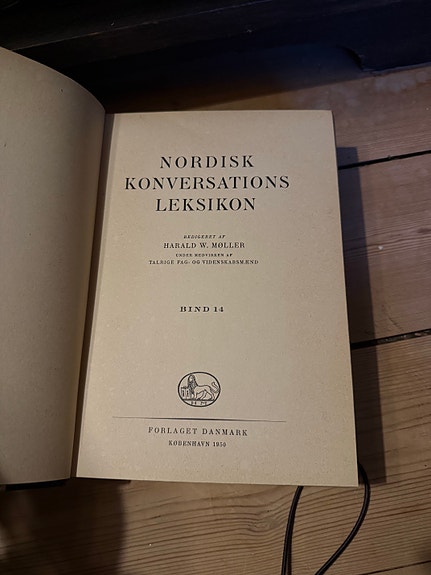 NORDISK
KONVERSATIONS
LEKSIKON
REDIGERET AF
HARALD W. MØLLER
UNDER MEDVIRKEN AF
TALRIGE FAG- OG VIDENSKABSMÆND
BIND 14
FORLAGET DANMARK
KØBENHAVN 1950